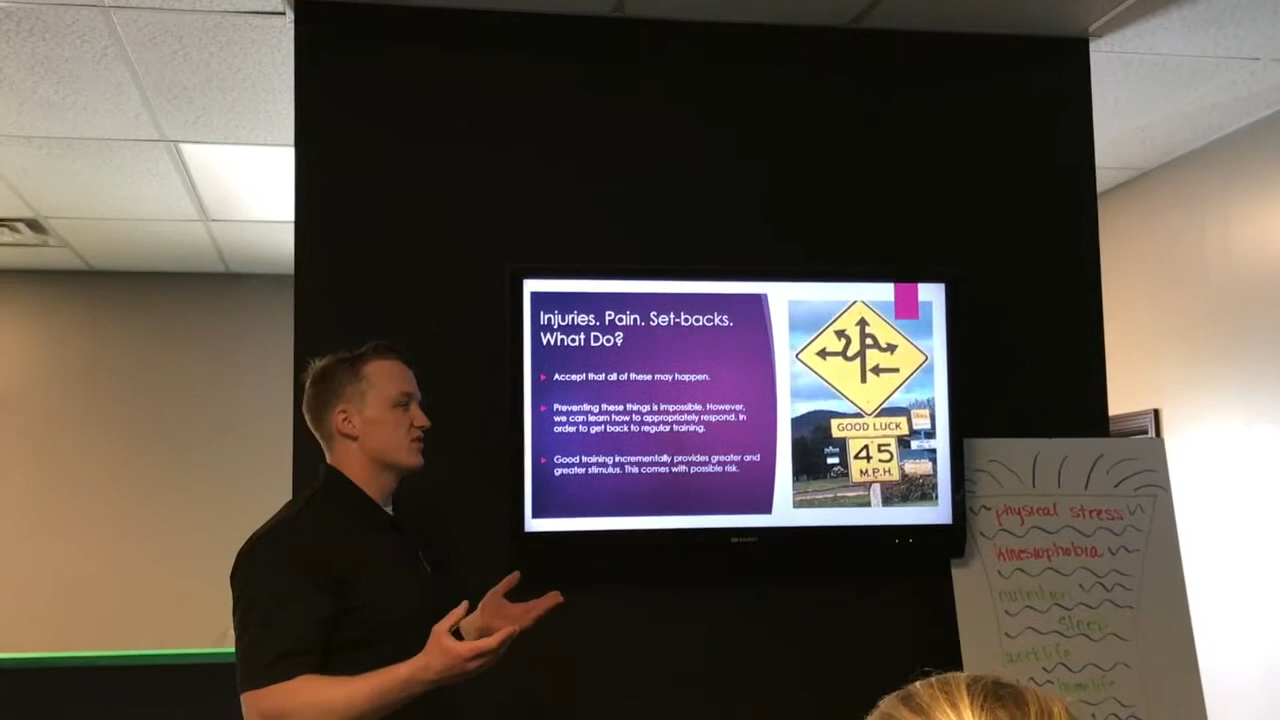 Injuries. Pain. Set-backs.
What Do?
Accept that all of these may happen.
Preventing these things is impossible. However,
we can learn how to appropriately respond. In
order to get back to regular training.
Good training incrementally provides greater and
greater stimulus. This comes with possible risk.
GOOD LUCK
45
M.P.H.
SHARP
physical stress
Kinesiophobia
nutrition
sleep
work life
home life